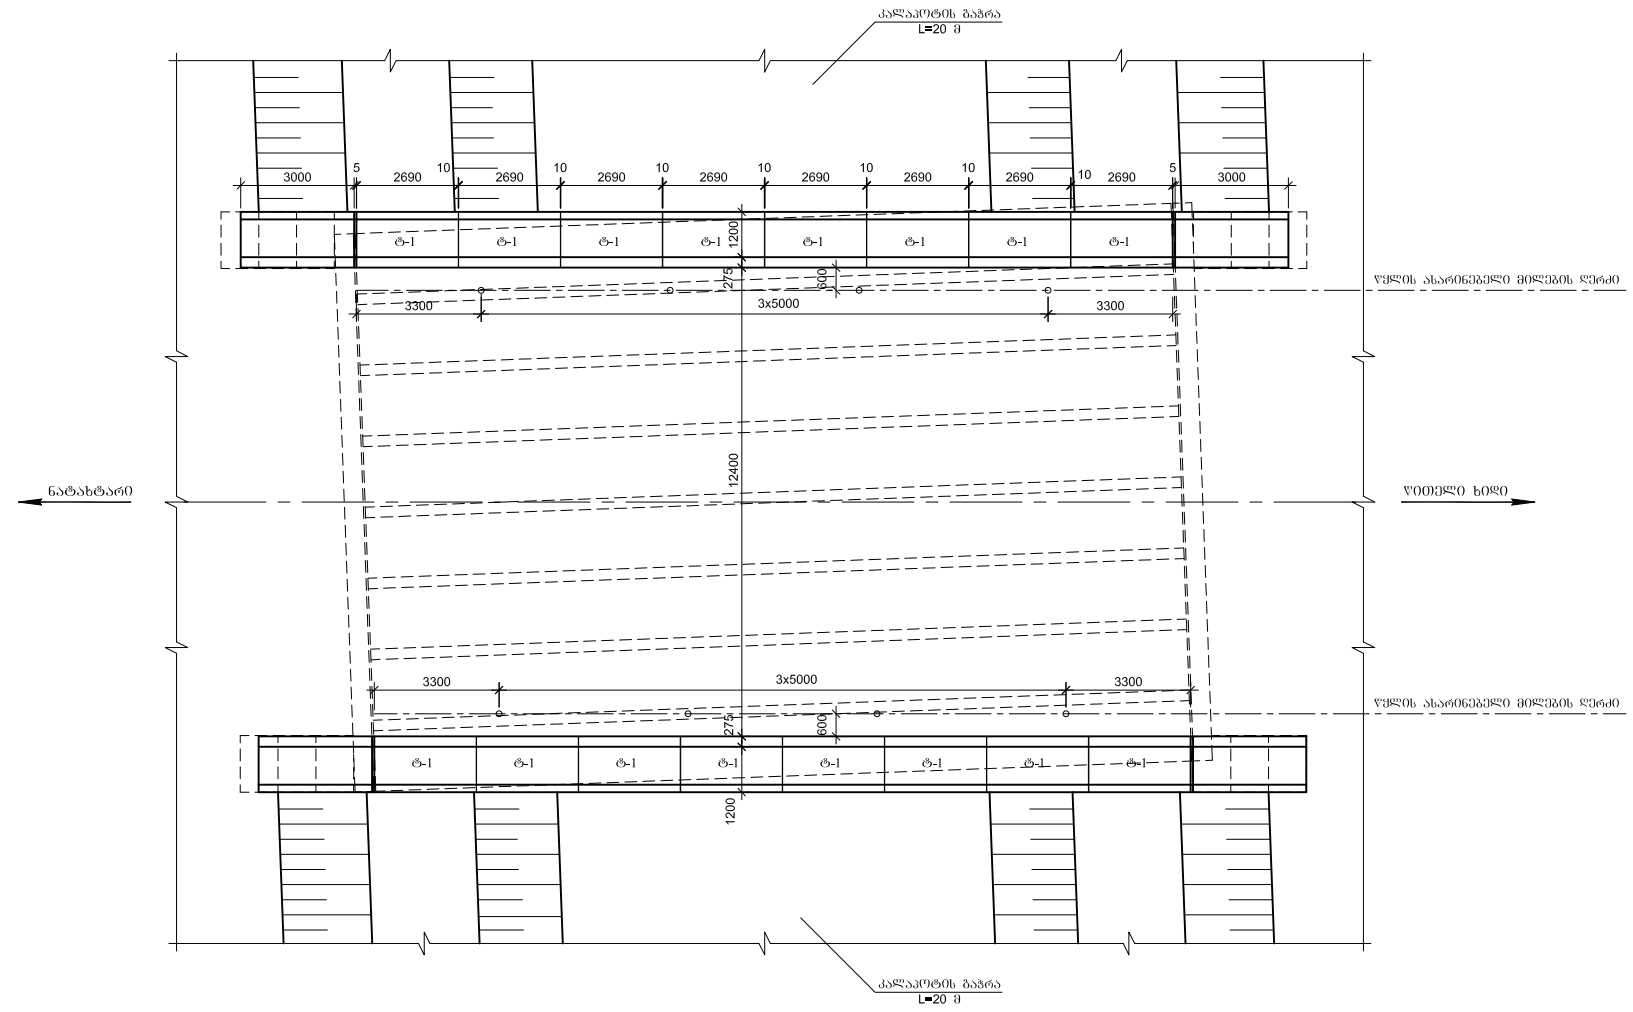 კალაპოტის გაჭრა
L=20 მ
3000 5 2690 10 2690 10 2690 10 2690 10 2690 10 2690 10 2690 10 2690 5 3000
ტ-1 ტ-1 ტ-1 ტ-1 ტ-1 ტ-1 ტ-1 ტ-1
1200
275
600
წყლის ასარინებელი მილების ღერძი
3300 3x5000 3300
12400
ნატახტარი
წითელი ხიდი
3300 3x5000 3300
275
600
წყლის ასარინებელი მილების ღერძი
ტ-1 ტ-1 ტ-1 ტ-1 ტ-1 ტ-1 ტ-1 ტ-1
1200
კალაპოტის გაჭრა
L=20 მ